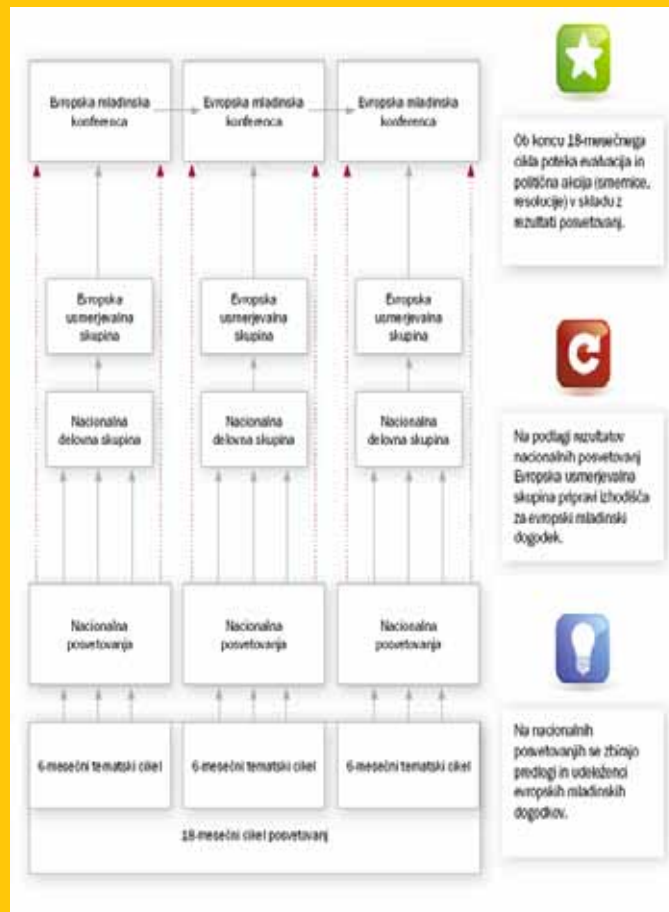 Evropska mladinska
konferenca
Evropska mladinska
konferenca
Evropska mladinska
konferenca
Ob koncu 18-mesečnega
cikla poteka evalvacija in
politična akcija (smernice,
resolucije) v skladu z
rezultati posvetovanj.
Evropska
usmerjevalna
skupina
Evropska
usmerjevalna
skupina
Evropska
usmerjevalna
skupina
Nacionalna
delovna skupina
Nacionalna
delovna skupina
Nacionalna
delovna skupina
Na podlagi rezultatov
nacionalnih posvetovanj
Evropska usmerjevalna
skupina pripravi izhodišča
za evropski mladinski
dogodek.
Nacionalna
posvetovanja
Nacionalna
posvetovanja
Nacionalna
posvetovanja
6-mesečni tematski cikel
6-mesečni tematski cikel
6-mesečni tematski cikel
18-mesečni cikel posvetovanj
Na nacionalnih
posvetovanjih se zbirajo
predlogi in udeloženci
evropskih mladinskih
dogodkov.